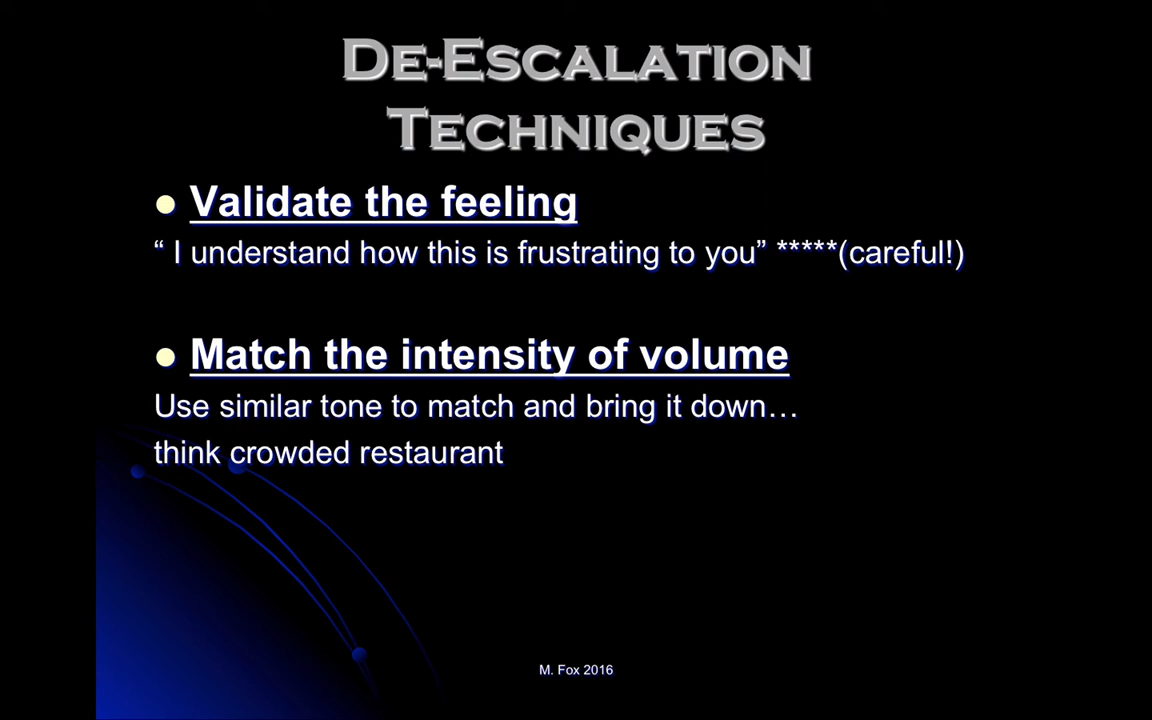 De-Escalation
Techniques
● Validate the feeling
“ I understand how this is frustrating to you” *****(careful!)
● Match the intensity of volume
Use similar tone to match and bring it down…
think crowded restaurant
M. Fox 2016